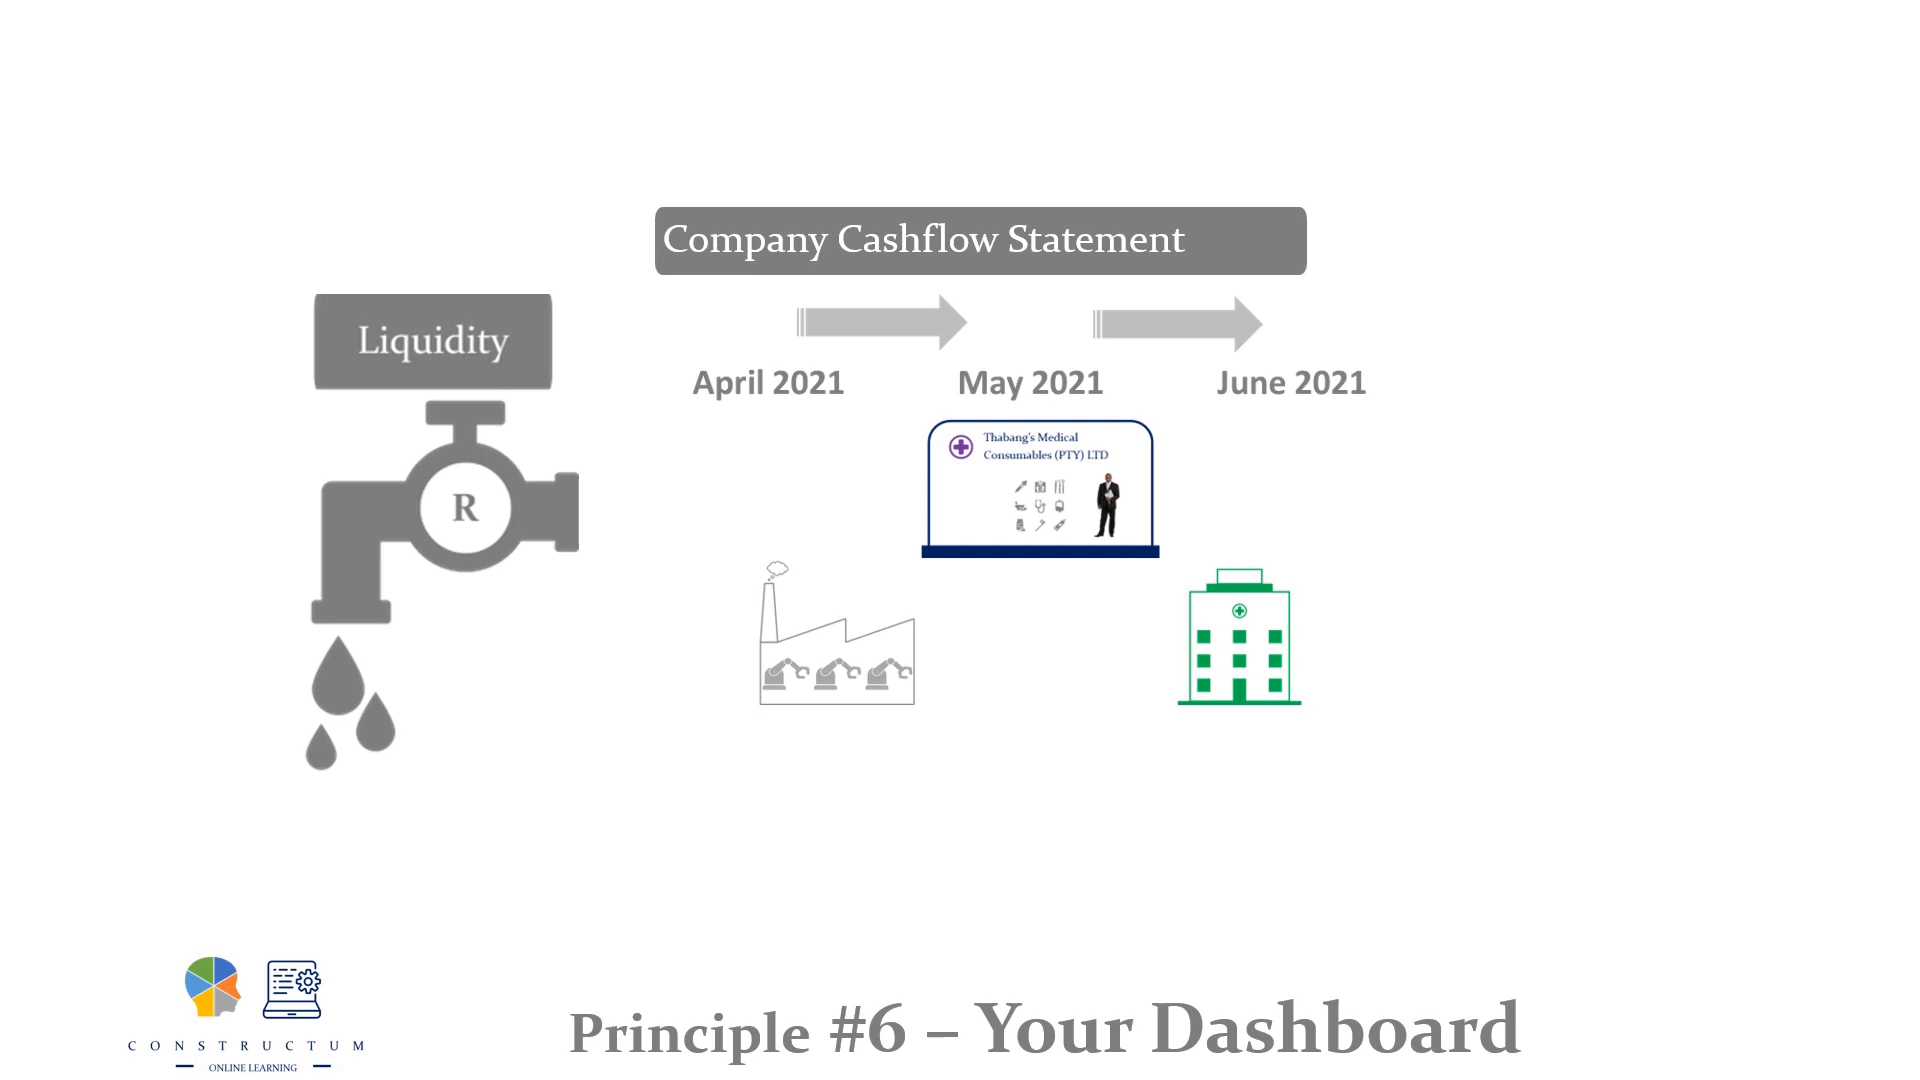 Company Cashflow Statement
Liquidity
April 2021
May 2021
June 2021
Thabang's Medical
Consumables (PTY) LTD
R
CONSTRUCTUM
ONLINE LEARNING
Principle #6 – Your Dashboard